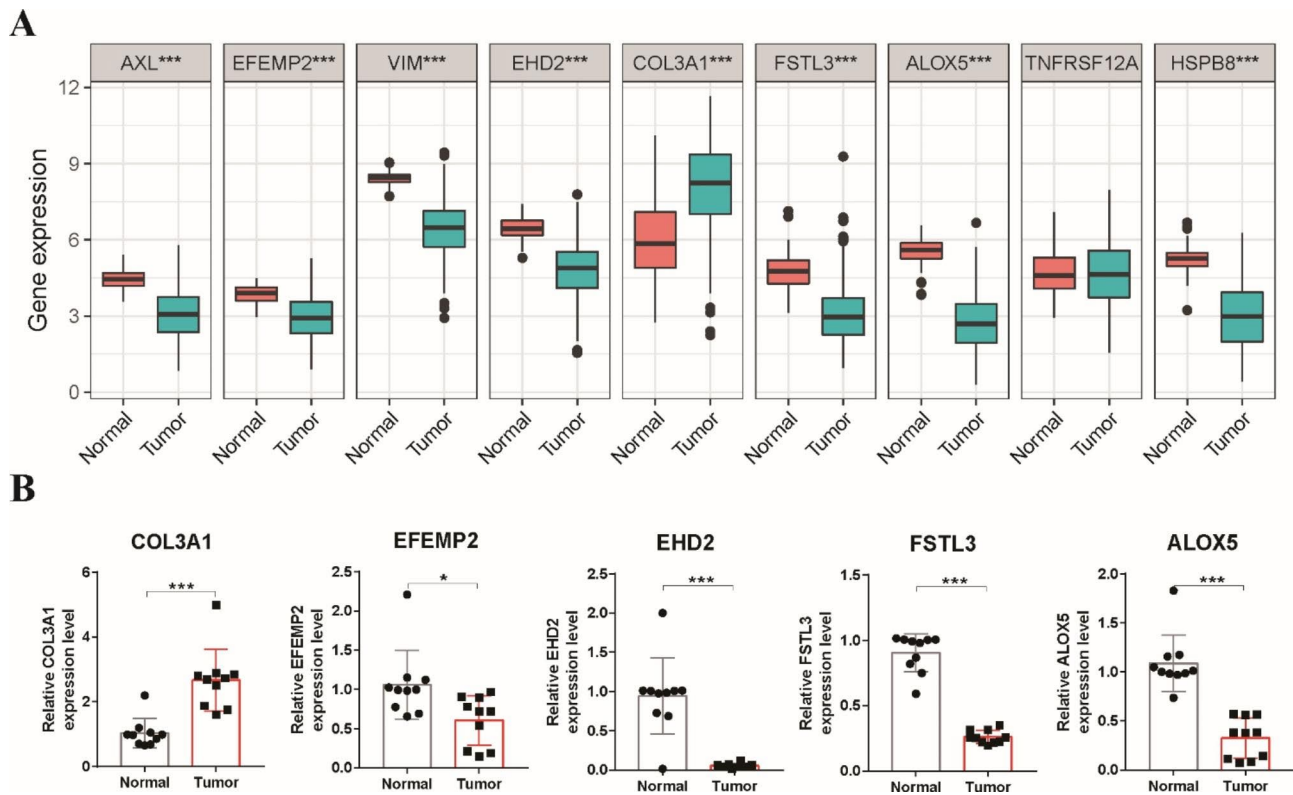 A
AXL*** EFEMP2*** VIM*** EHD2*** COL3A1*** FSTL3*** ALOX5*** TNFRSF12A HSPB8***
Gene expression
12
9
6
3
0
Normal Tumor Normal Tumor Normal Tumor Normal Tumor Normal Tumor Normal Tumor Normal Tumor Normal Tumor Normal Tumor
B
COL3A1
Relative COL3A1
expression level
6
4
2
0
***
Normal Tumor
EFEMP2
Relative EFEMP2
expression level
2.5
2.0
1.5
1.0
0.5
0.0
*
Normal Tumor
EHD2
Relative EHD2
expression level
2.5
2.0
1.5
1.0
0.5
0.0
***
Normal Tumor
FSTL3
Relative FSTL3
expression level
1.5
1.0
0.5
0.0
***
Normal Tumor
ALOX5
Relative ALOX5
expression level
2.0
1.5
1.0
0.5
0.0
***
Normal Tumor